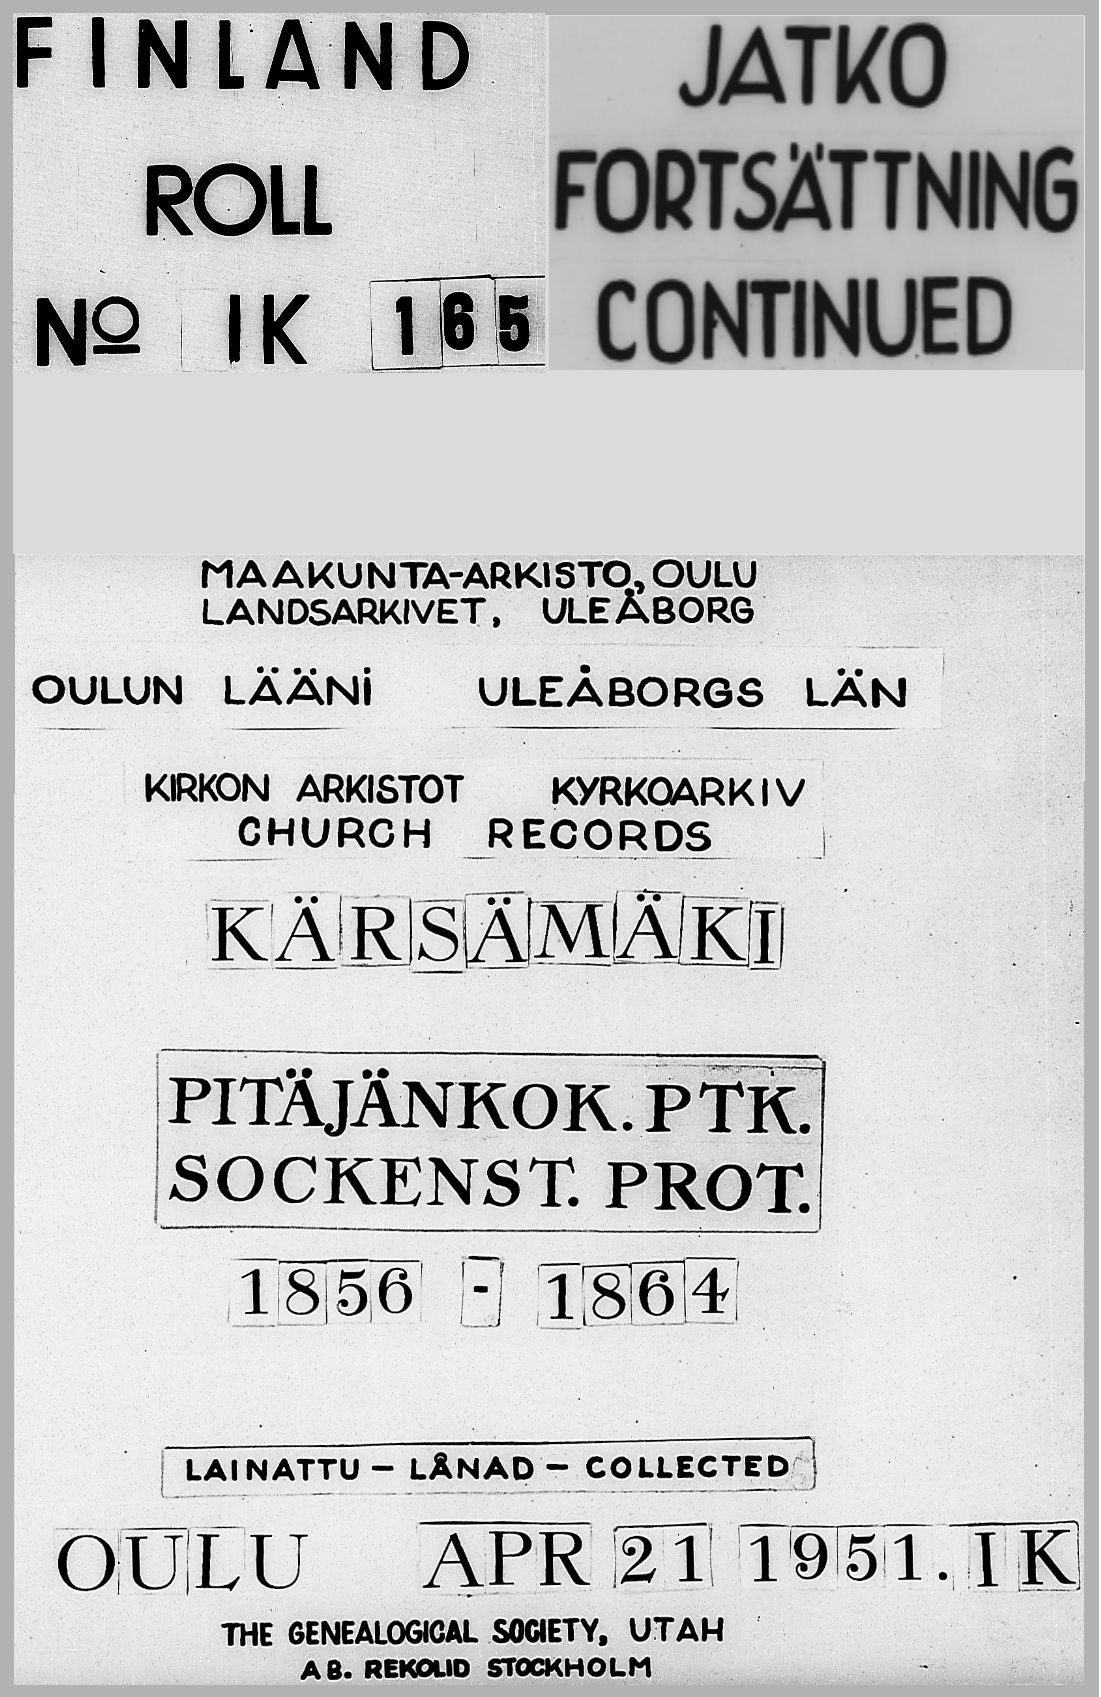 FINLAND
ROLL
Nº IK 165
JATKO
FORTSÄTTNING
CONTINUED
MAAKUNTA-ARKISTO, OULU
LANDSARKIVET, ULEÅBORG
OULUN LÄÄNI ULEÅBORGS LÄN
KIRKON ARKISTOT KYRKOARKIV
CHURCH RECORDS
KÄRSÄMÄKI
PITÄJÄNKOK. PTK.
SOCKENST. PROT.
1856 - 1864
LAINATTU - LÅNAD - COLLECTED
OULU APR 21 1951. IK
THE GENEALOGICAL SOCIETY, UTAH
AB. REKOLID STOCKHOLM